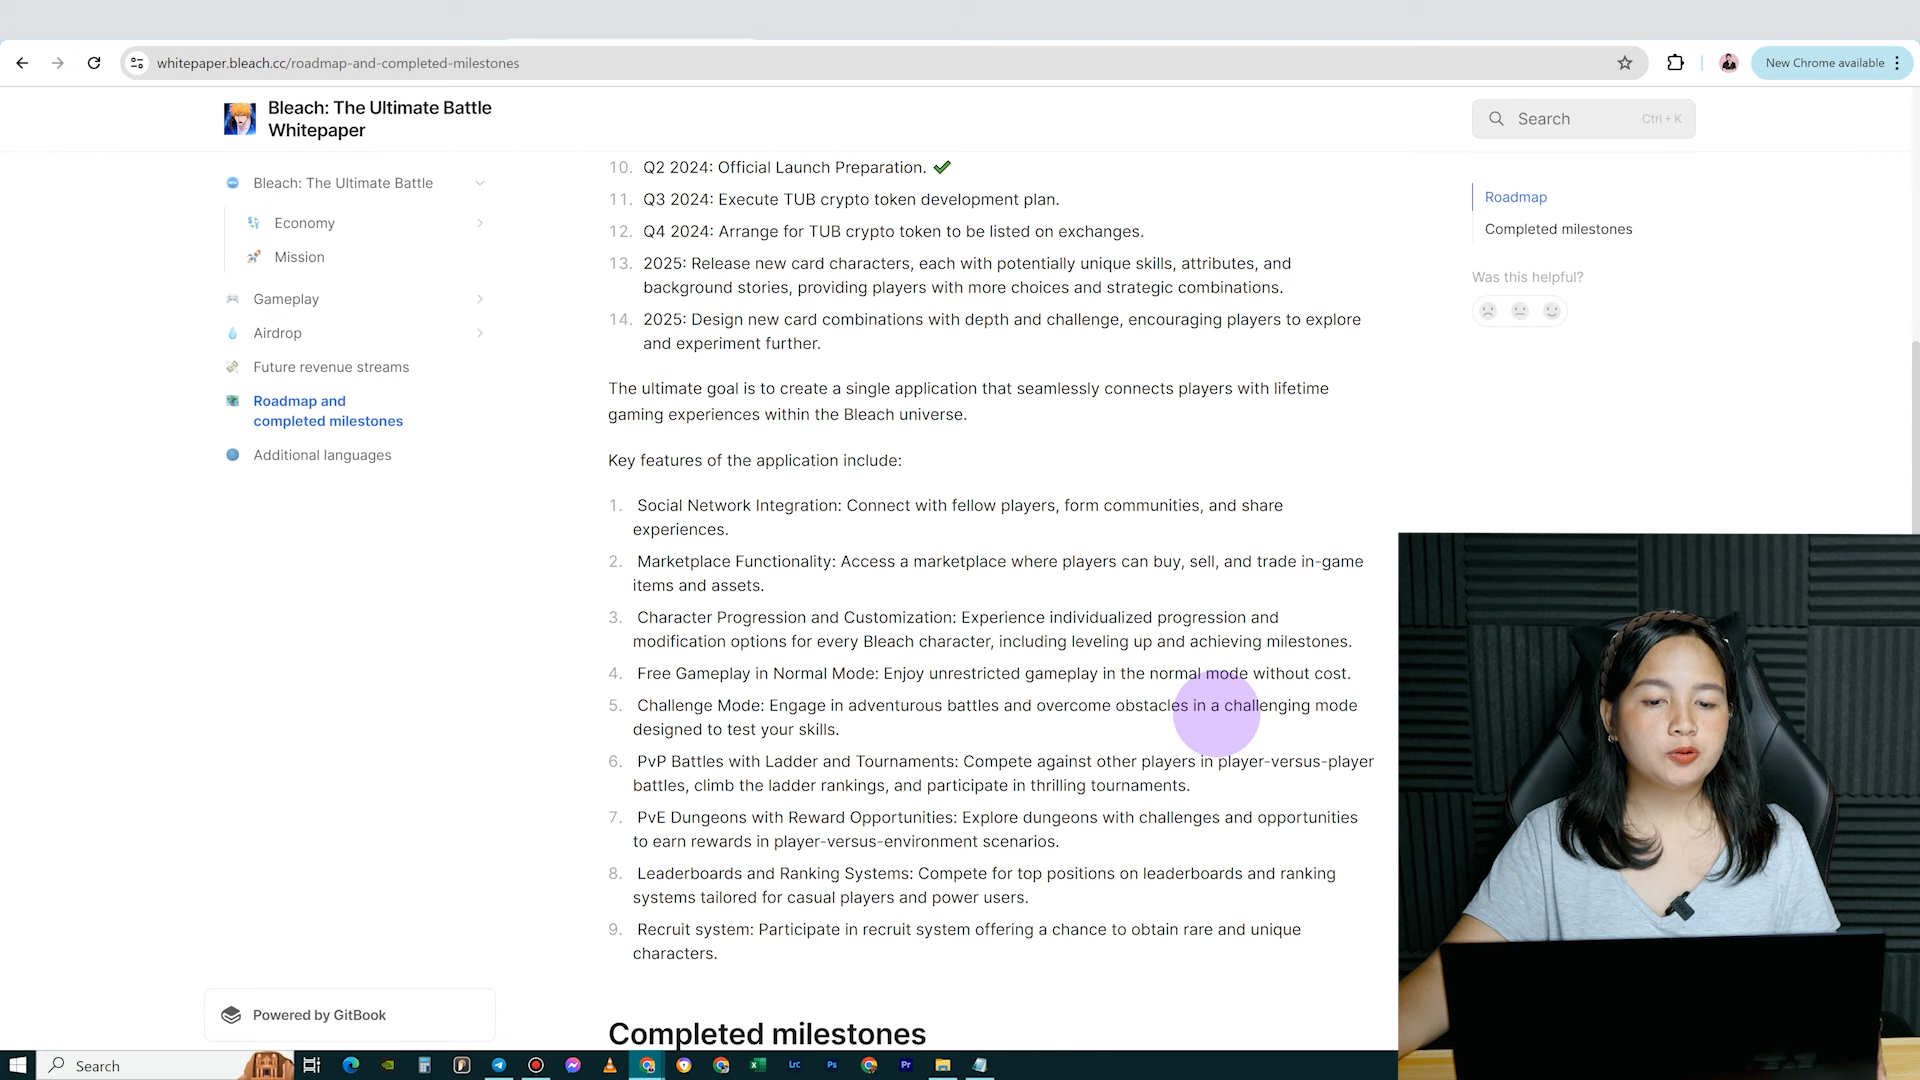 whitepaper.bleach.cc/roadmap-and-completed-milestones
New Chrome available
Bleach: The Ultimate Battle
Whitepaper
Search
Ctrl + K
Bleach: The Ultimate Battle
Economy
Mission
Gameplay
Airdrop
Future revenue streams
Roadmap and
completed milestones
Additional languages
Powered by GitBook
10. Q2 2024: Official Launch Preparation.
11. Q3 2024: Execute TUB crypto token development plan.
12. Q4 2024: Arrange for TUB crypto token to be listed on exchanges.
13. 2025: Release new card characters, each with potentially unique skills, attributes, and
background stories, providing players with more choices and strategic combinations.
14. 2025: Design new card combinations with depth and challenge, encouraging players to explore
and experiment further.
The ultimate goal is to create a single application that seamlessly connects players with lifetime
gaming experiences within the Bleach universe.
Key features of the application include:
1. Social Network Integration: Connect with fellow players, form communities, and share
experiences.
2. Marketplace Functionality: Access a marketplace where players can buy, sell, and trade in-game
items and assets.
3. Character Progression and Customization: Experience individualized progression and
modification options for every Bleach character, including leveling up and achieving milestones.
4. Free Gameplay in Normal Mode: Enjoy unrestricted gameplay in the normal mode without cost.
5. Challenge Mode: Engage in adventurous battles and overcome obstacles in a challenging mode
designed to test your skills.
6. PvP Battles with Ladder and Tournaments: Compete against other players in player-versus-player
battles, climb the ladder rankings, and participate in thrilling tournaments.
7. PvE Dungeons with Reward Opportunities: Explore dungeons with challenges and opportunities
to earn rewards in player-versus-environment scenarios.
8. Leaderboards and Ranking Systems: Compete for top positions on leaderboards and ranking
systems tailored for casual players and power users.
9. Recruit system: Participate in recruit system offering a chance to obtain rare and unique
characters.
Completed milestones
Roadmap
Completed milestones
Was this helpful?
Search
Lrc
Ps
Pr